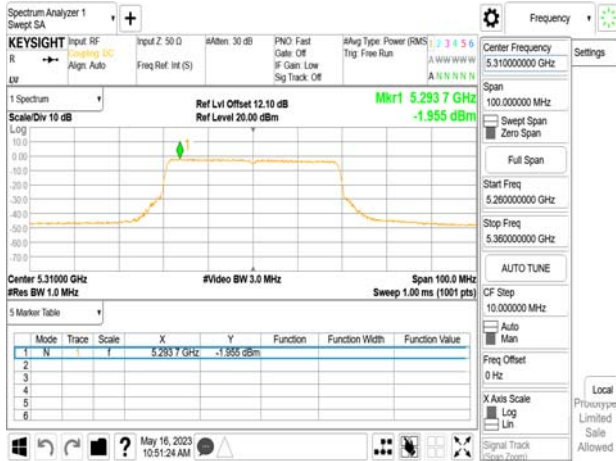 Spectrum Analyzer 1
Swept SA
Frequency
KEYSIGHT
R
LXI
Input: RF
Coupling: DC
Align: Auto
Input Z: 50 Ω
Freq Ref: Int (S)
#Atten: 30 dB
PNO: Fast
Gate: Off
IF Gain: Low
Sig Track: Off
#Avg Type: Power (RMS
Trig: Free Run
1 2 3 4 5 6
A W W W W W
A N N N N N
1 Spectrum
Scale/Div 10 dB
Ref Lvl Offset 12.10 dB
Ref Level 20.00 dBm
Mkr1 5.293 7 GHz
-1.955 dBm
Log
10.0
0.00
-10.0
-20.0
-30.0
-40.0
-50.0
-60.0
-70.0
1
Center 5.31000 GHz
#Res BW 1.0 MHz
#Video BW 3.0 MHz
Span 100.0 MHz
Sweep 1.00 ms (1001 pts)
5 Marker Table
Mode Trace Scale X Y Function Function Width Function Value
1 N 1 f 5.293 7 GHz -1.955 dBm
2
3
4
5
6
May 16, 2023
10:51:24 AM
Center Frequency
5.310000000 GHz
Settings
Span
100.000000 MHz
Swept Span
Zero Span
Full Span
Start Freq
5.260000000 GHz
Stop Freq
5.360000000 GHz
AUTO TUNE
CF Step
10.000000 MHz
Auto
Man
Freq Offset
0 Hz
X Axis Scale
Log
Lin
Signal Track
(Span Zoom)
Local
Prototype
Limited
Sale
Allowed